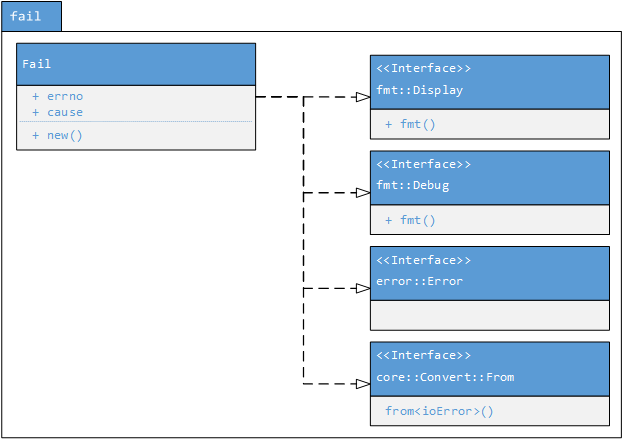 fail
Fail
+ errno
+ cause
+ new()
<<Interface>>
fmt::Display
+ fmt()
<<Interface>>
fmt::Debug
+ fmt()
<<Interface>>
error::Error
<<Interface>>
core::Convert::From
from<ioError>()